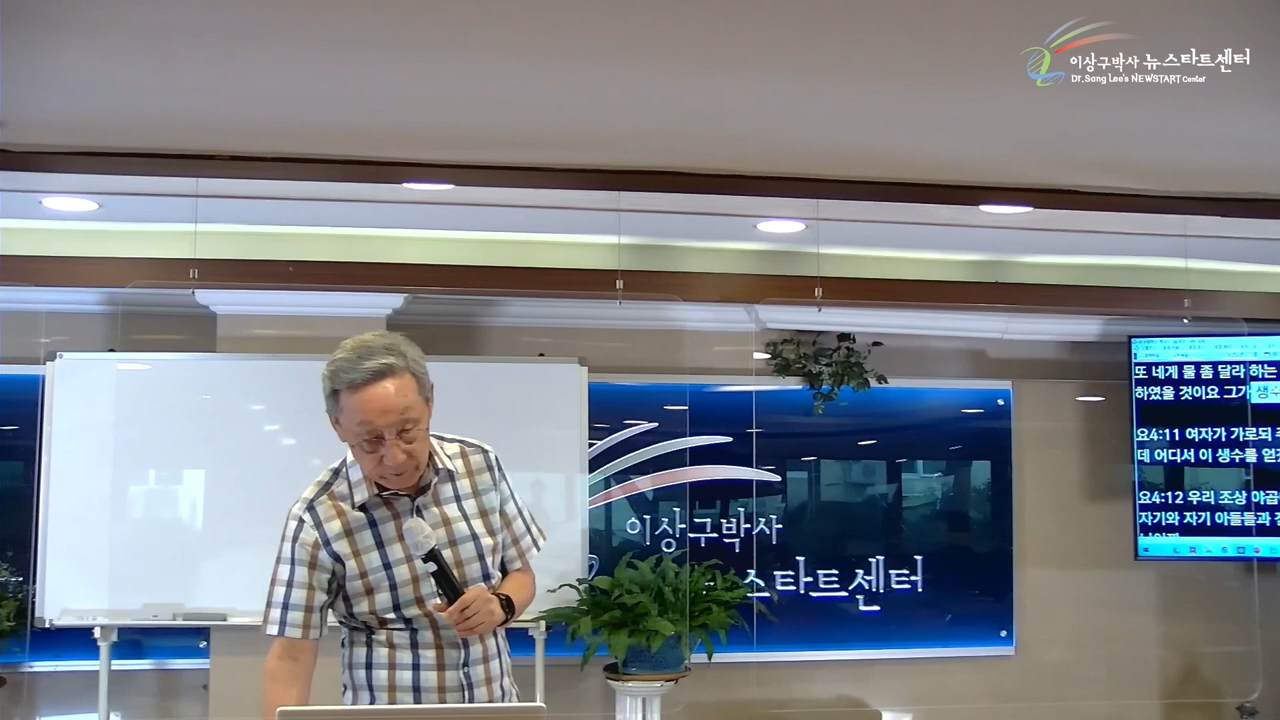 이상구박사 뉴스타트센터
Dr. Sang Lee's NEWSTART Center
이상구박사
스타트센터
또 네게 물 좀 달라 하는
하였을 것이요 그가 생수
요4:11 여자가 가로되
데 어디서 이 생수를 얻
요4:12 우리 조상 야곱
자기와 자기 아들들과